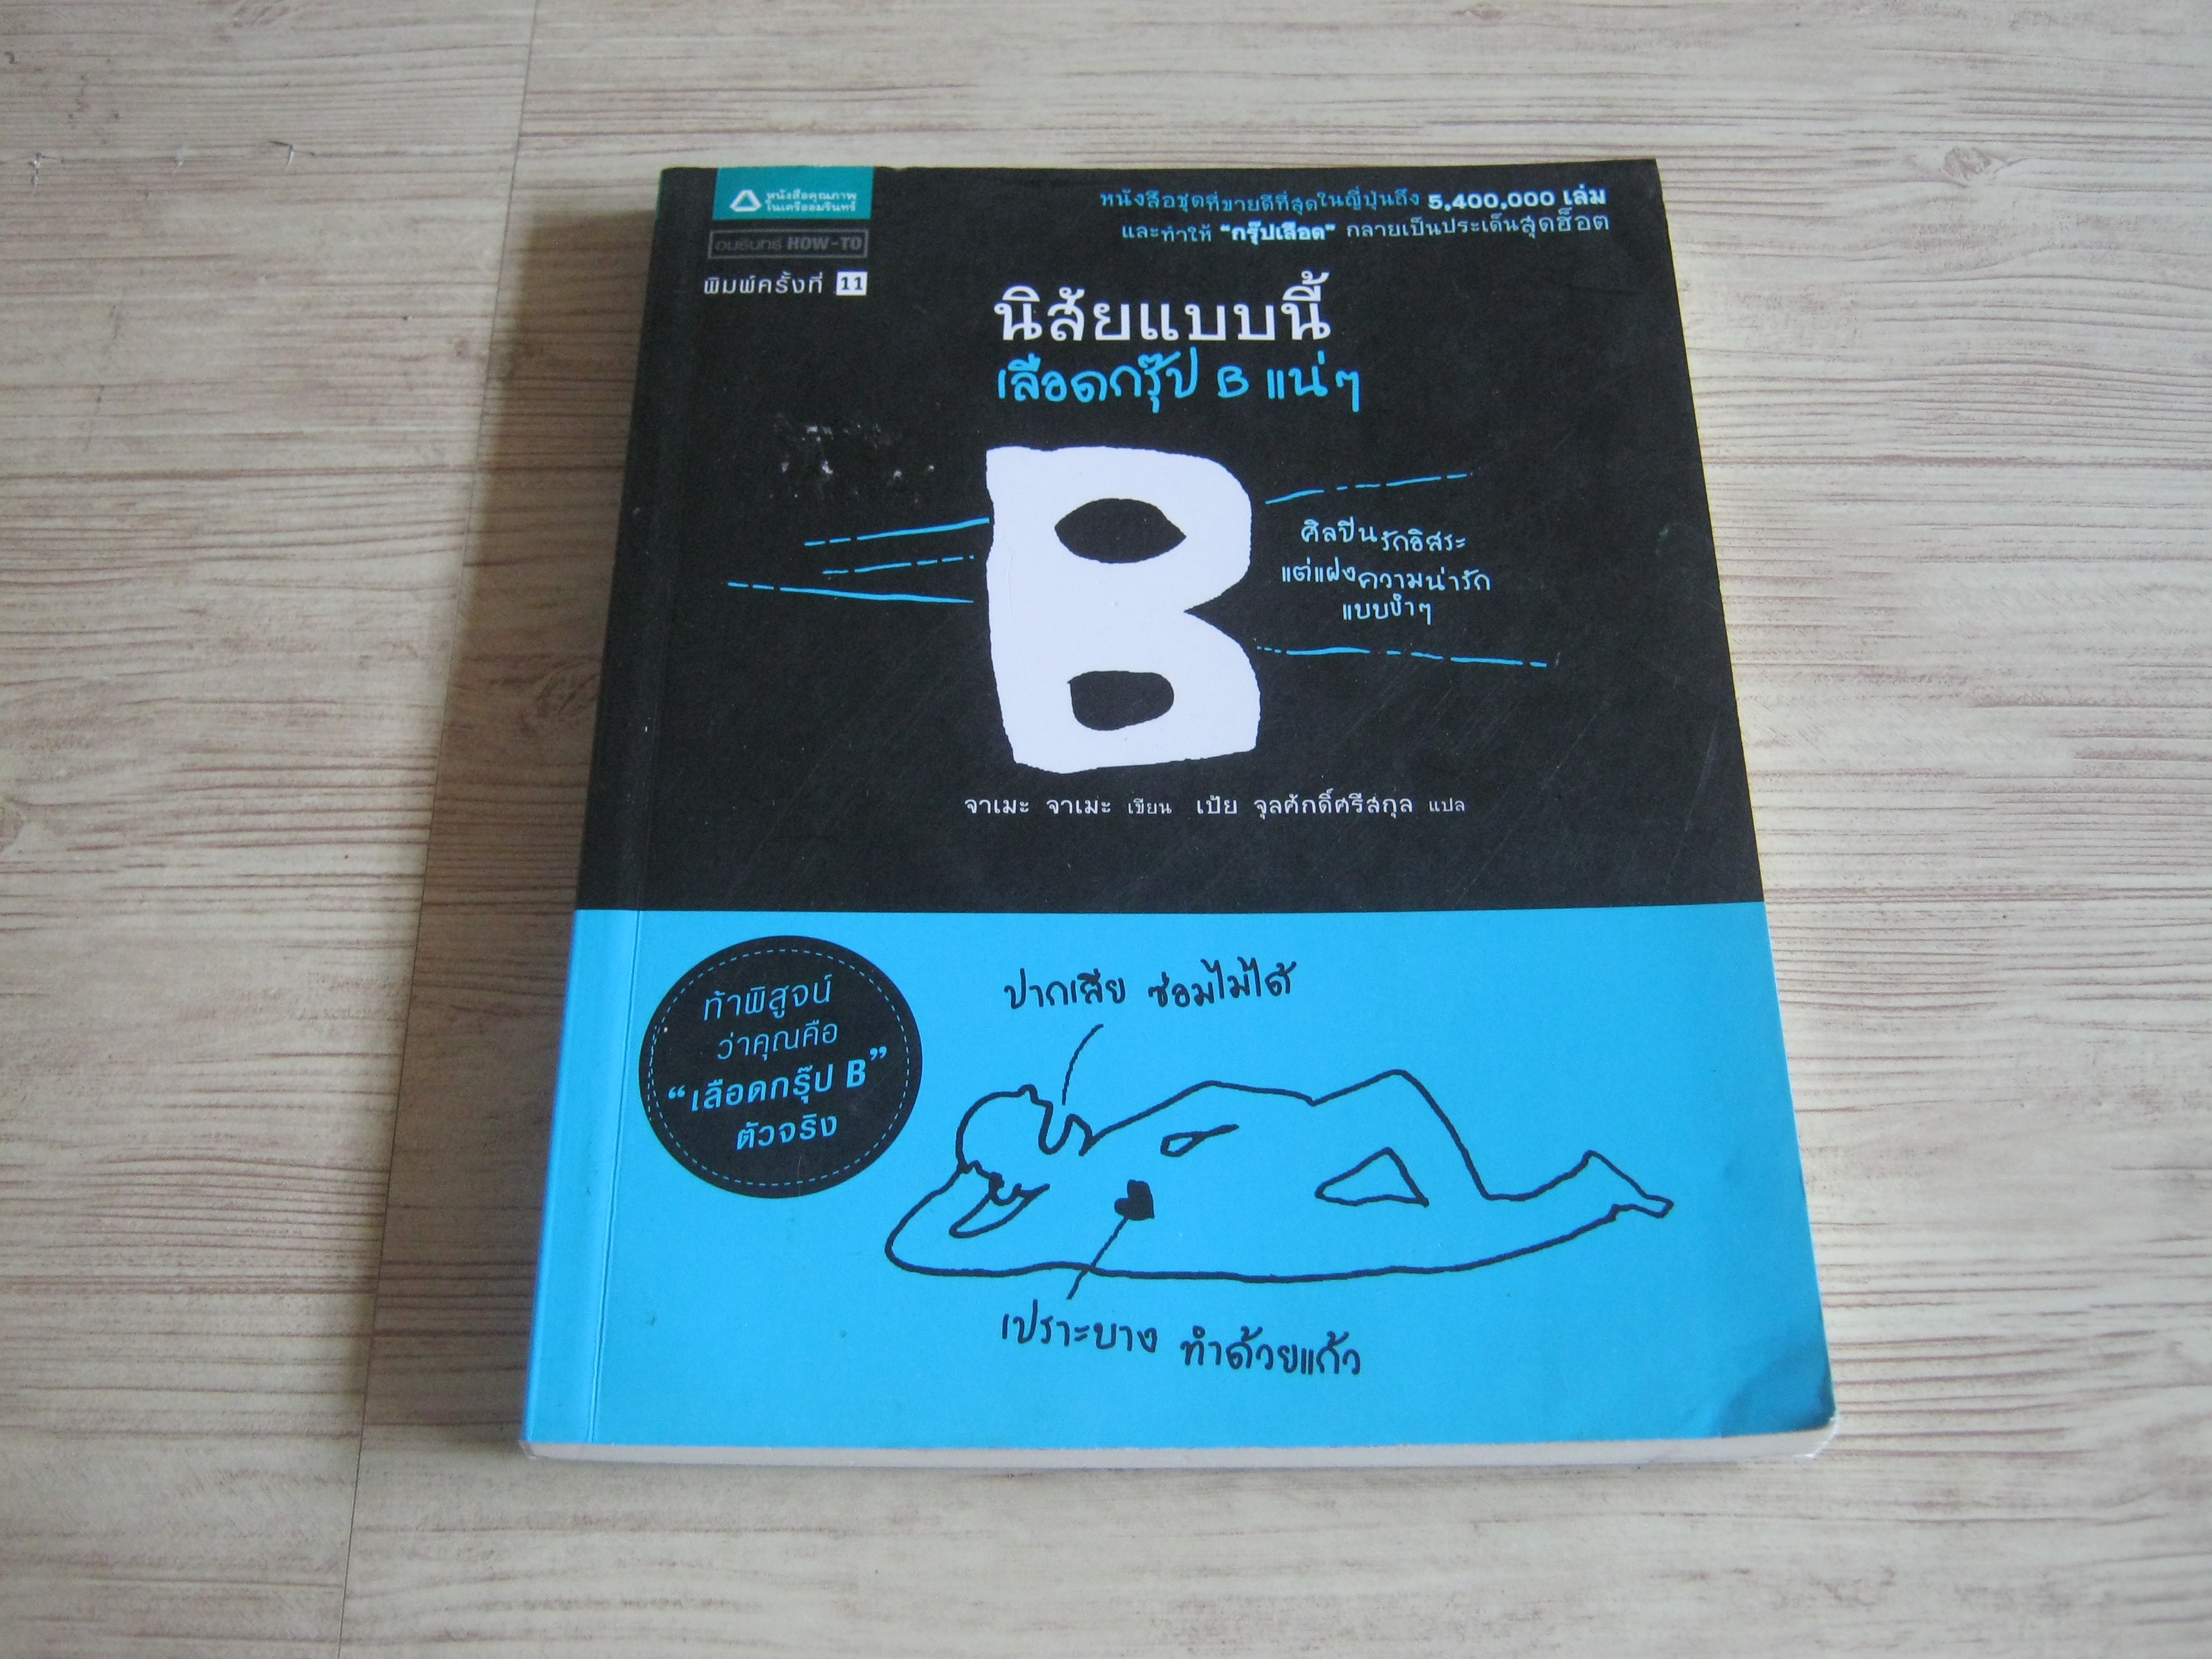 หนังสือคุณภาพ
ในเครืออมรินทร์
อมรินทร์ HOW-TO
พิมพ์ครั้งที่ 11
หนังสือชุดที่ขายดีที่สุดในญี่ปุ่นถึง 5,400,000 เล่ม
และทำให้ "กรุ๊ปเลือด" กลายเป็นประเด็นสุดฮ็อต
นิสัยแบบนี้
เลือดกรุ๊ป B แน่ๆ
B
ศิลปินรักอิสระ
แต่แฝงความน่ารัก
แบบขำๆ
จาเมะ จาเมะ เขียน เป้ย จุลศักดิ์ศรีสกุล แปล
ท้าพิสูจน์
ว่าคุณคือ
“เลือดกรุ๊ป B”
ตัวจริง
ปากเสีย ซ่อมไม่ได้
เปราะบาง ทำด้วยแก้ว